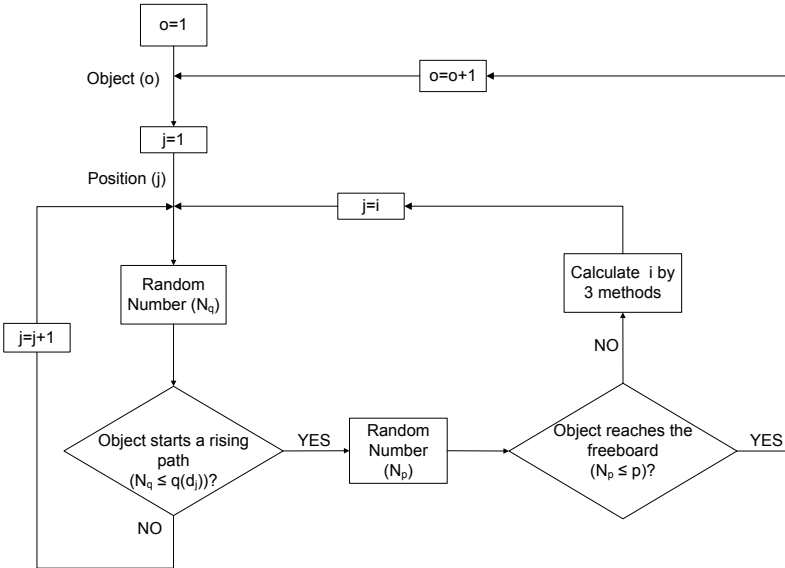 o=1
Object (o)
o=o+1
j=1
Position (j)
j=i
Random
Number (Nq)
Calculate i by
3 methods
j=j+1
NO
Object starts a rising
path
(Nq ≤ q(dj))?
YES
Random
Number
(Np)
Object reaches the
freeboard
(Np ≤ p)?
YES
NO